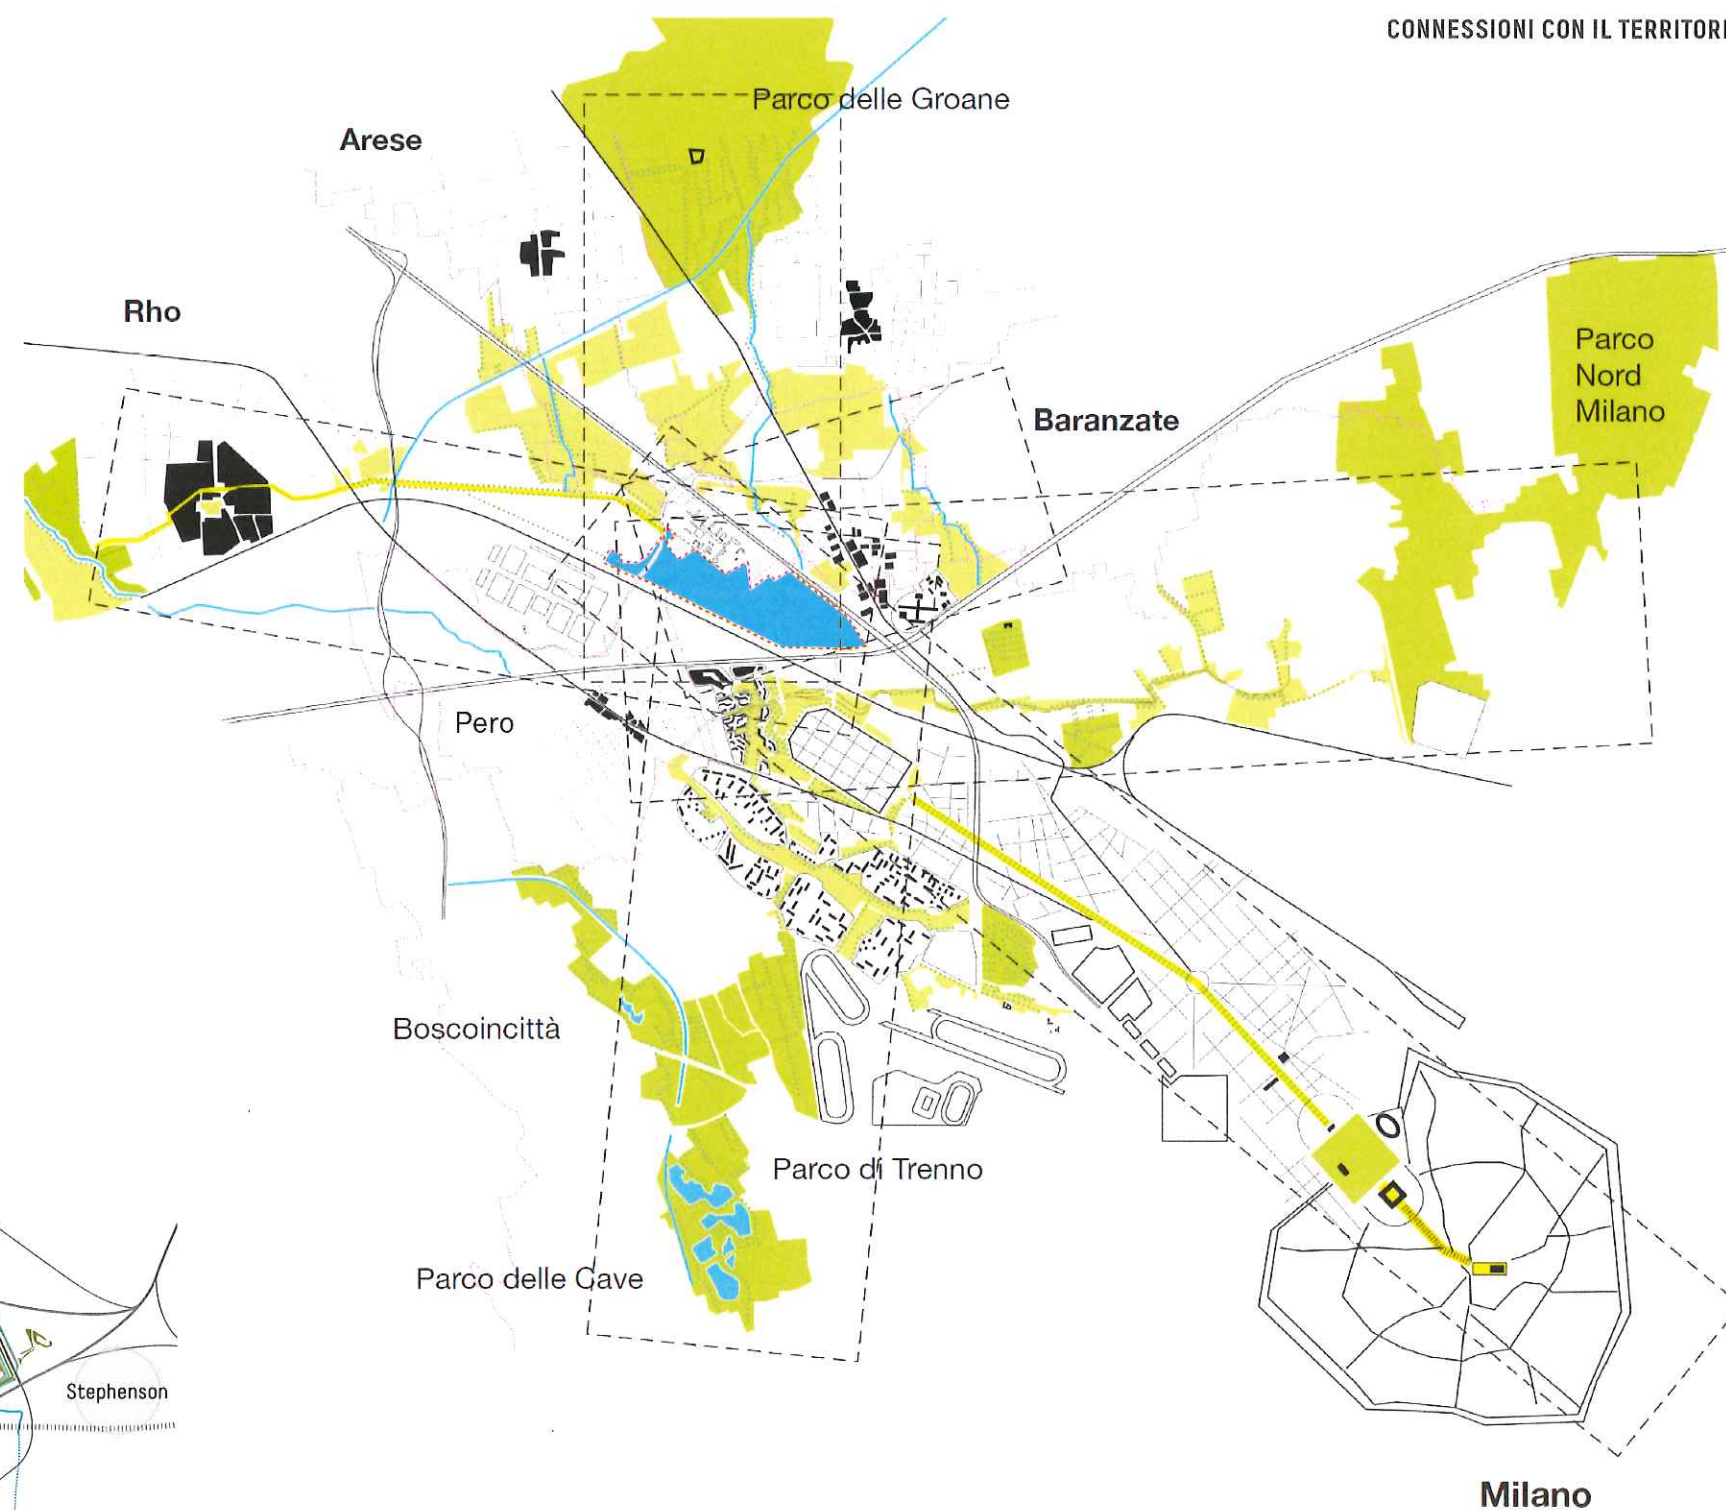 CONNESSIONI CON IL TERRITORI
Parco delle Groane
Arese
Rho
Parco
Nord
Milano
Baranzate
Pero
Boscoincittà
Parco di Trenno
Parco delle Cave
Stephenson
Milano